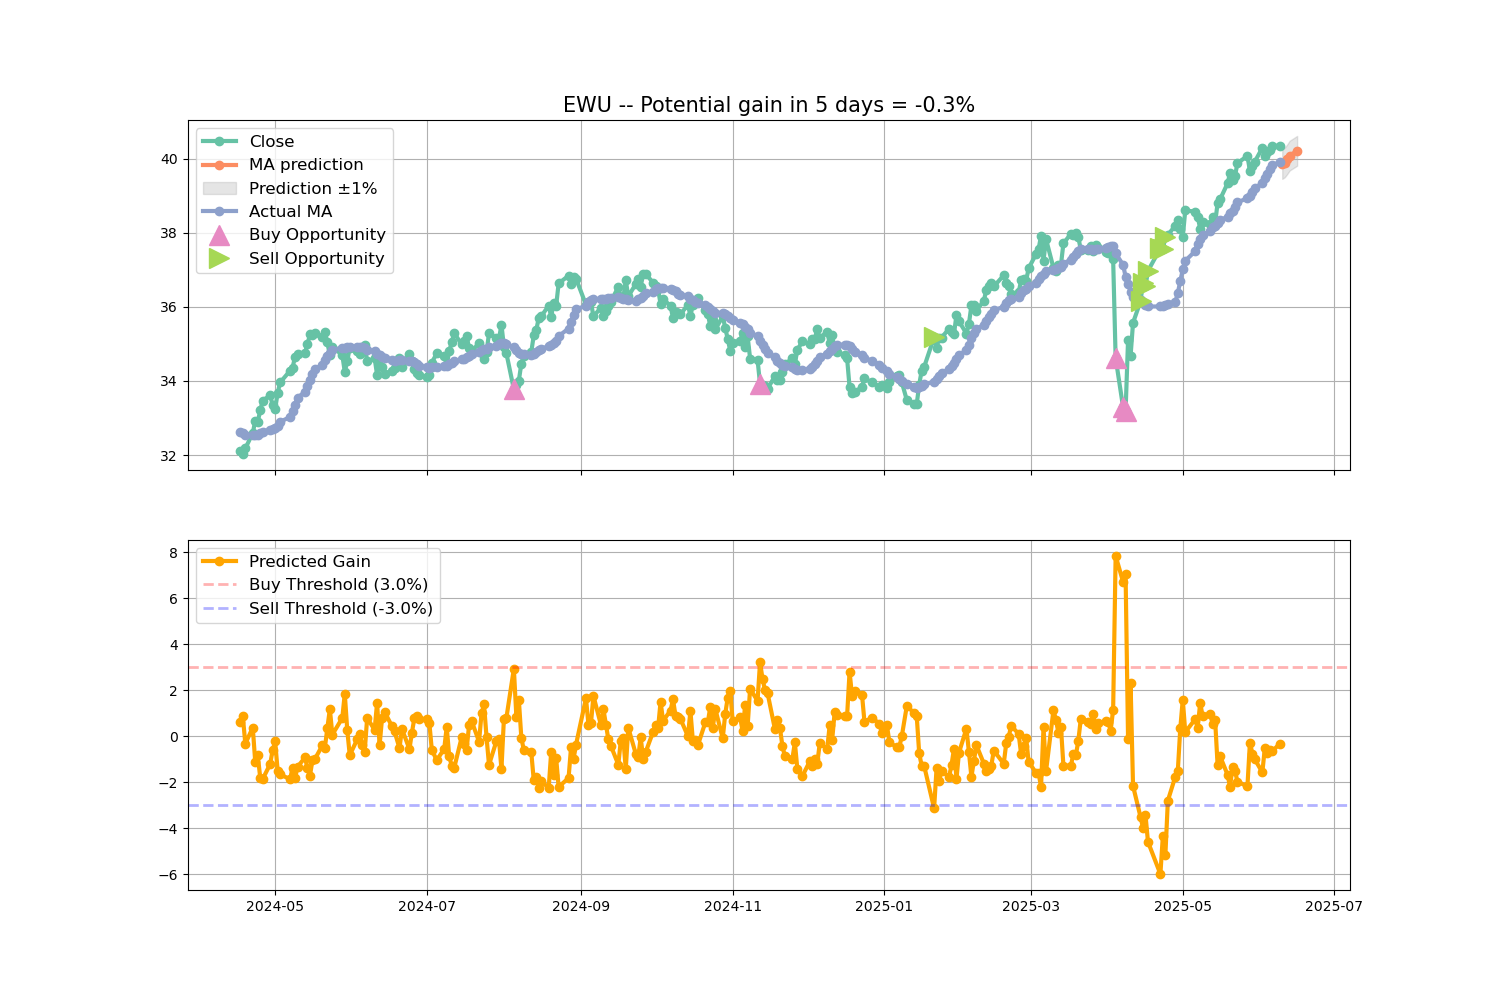 EWU -- Potential gain in 5 days = -0.3%
Close
MA prediction
Prediction ±1%
Actual MA
Buy Opportunity
Sell Opportunity
40
38
36
34
32
Predicted Gain
Buy Threshold (3.0%)
Sell Threshold (-3.0%)
8
6
4
2
0
−2
−4
−6
2024-05 2024-07 2024-09 2024-11 2025-01 2025-03 2025-05 2025-07